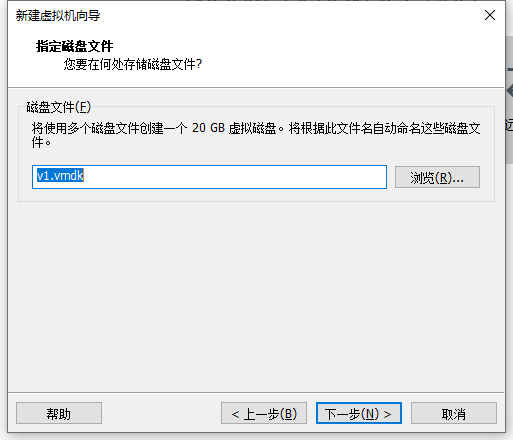 新建虚拟机向导
指定磁盘文件
您要在何处存储磁盘文件?
磁盘文件(F)
将使用多个磁盘文件创建一个 20 GB 虚拟磁盘。将根据此文件名自动命名这些磁盘文
件。
v1.vmdk
浏览(R)...
帮助
< 上一步(B)
下一步(N) >
取消